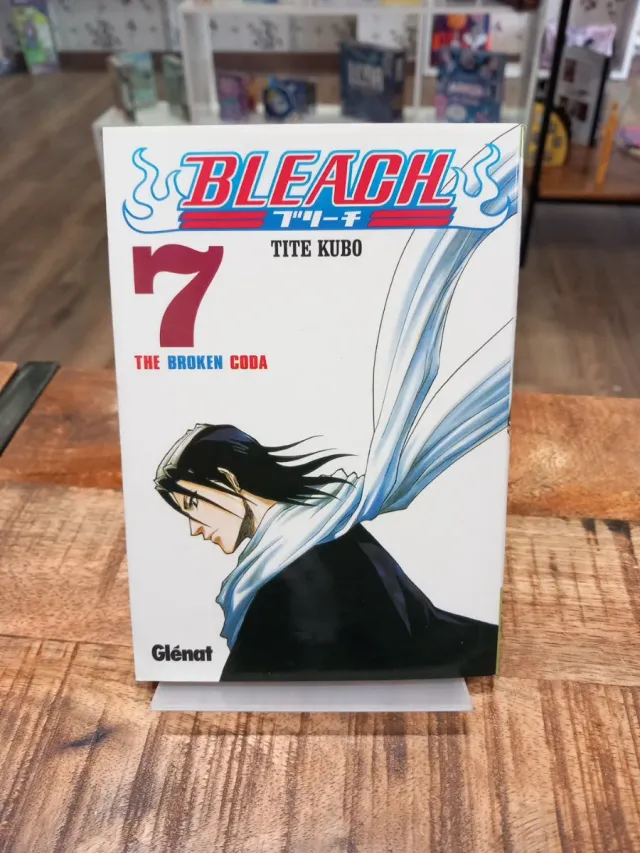 BLEACH
ブリーチ
7
TITE KUBO
THE BROKEN CODA
Glénat